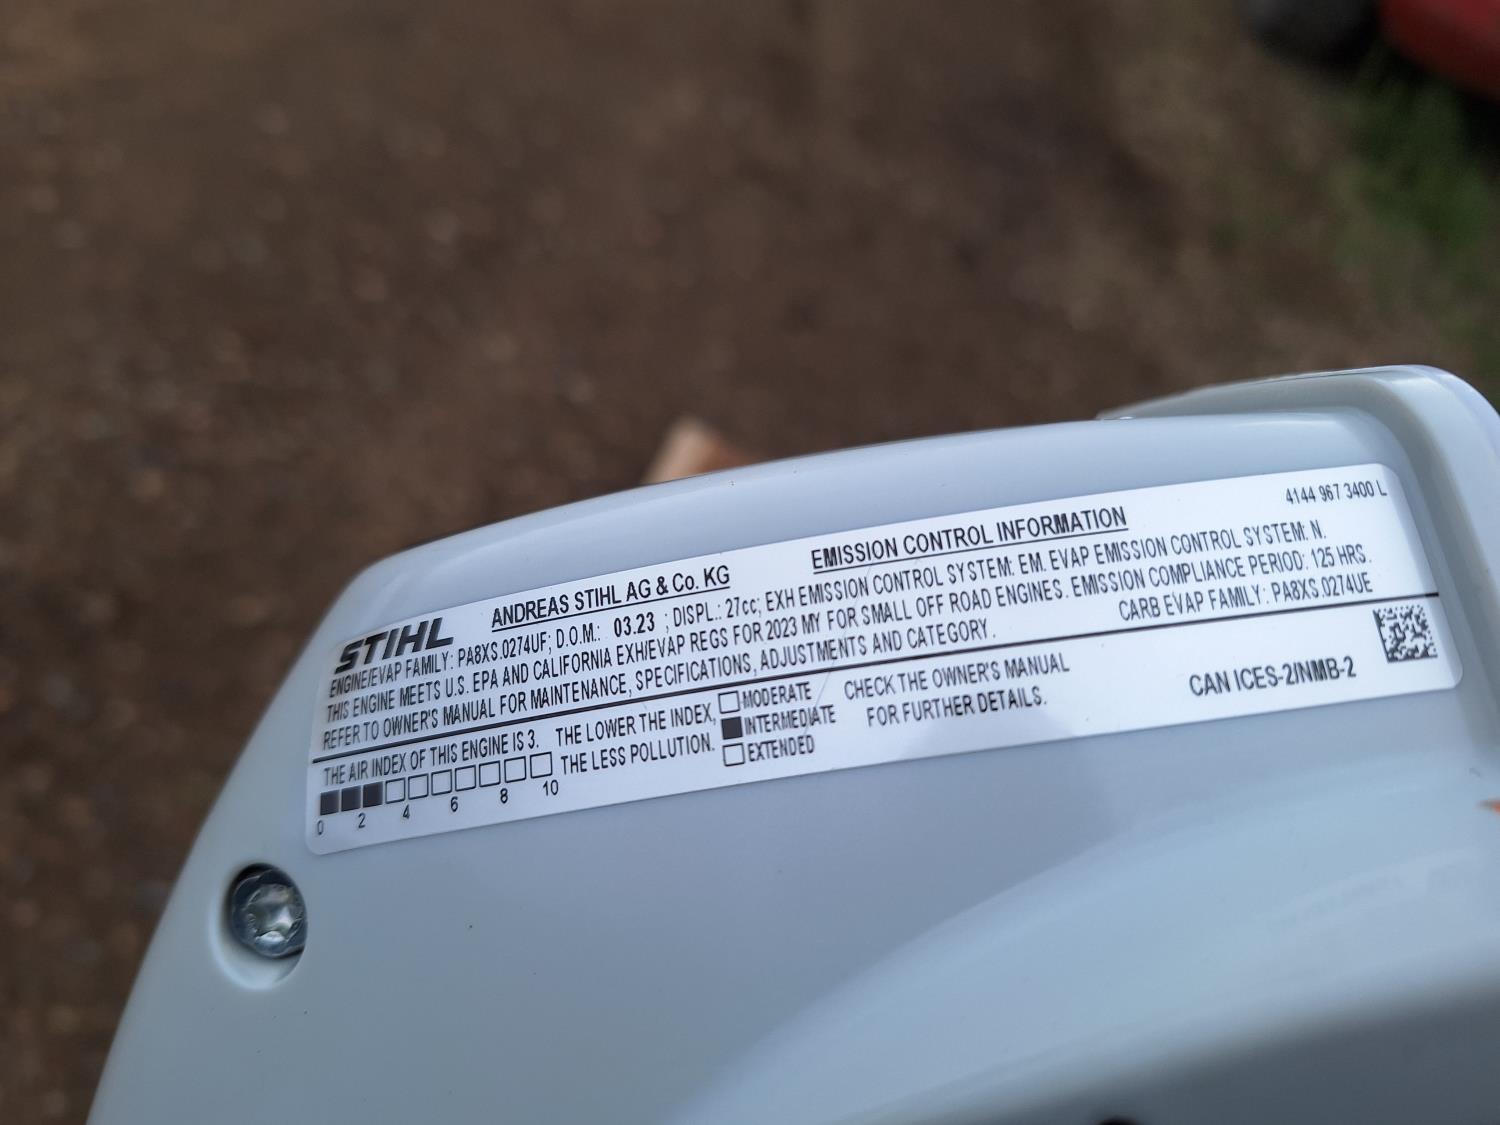 4144 967 3400 L
STIHL ANDREAS STIHL AG & Co. KG EMISSION CONTROL INFORMATION
ENGINE/EVAP FAMILY: PA8XS.0274UF; D.O.M.: 03.23 ; DISPL.: 27cc; EXH EMISSION CONTROL SYSTEM: EM. EVAP EMISSION CONTROL SYSTEM: N.
THIS ENGINE MEETS U.S. EPA AND CALIFORNIA EXH/EVAP REGS FOR 2023 MY FOR SMALL OFF ROAD ENGINES. EMISSION COMPLIANCE PERIOD: 125 HRS.
REFER TO OWNER'S MANUAL FOR MAINTENANCE, SPECIFICATIONS, ADJUSTMENTS AND CATEGORY. CARB EVAP FAMILY: PA8XS.0274UE
THE AIR INDEX OF THIS ENGINE IS 3.
0 2 4 6 8 10
THE LOWER THE INDEX,
THE LESS POLLUTION.
MODERATE
INTERMEDIATE
EXTENDED
CHECK THE OWNER'S MANUAL
FOR FURTHER DETAILS.
CAN ICES-2/NMB-2